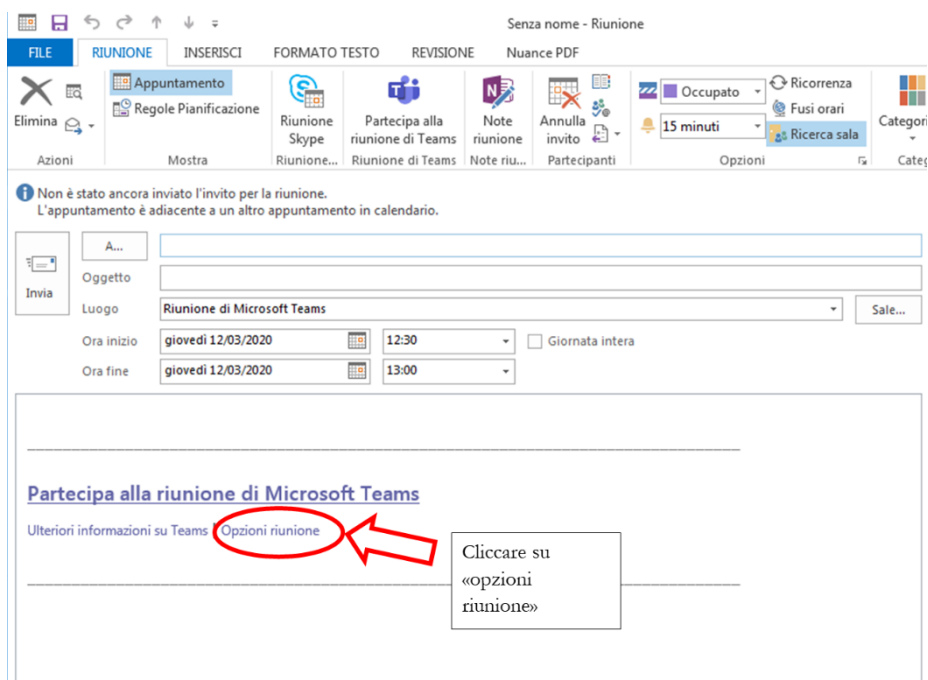 Senza nome - Riunione
FILE RIUNIONE INSERISCI FORMATO TESTO REVISIONE Nuance PDF
Elimina
Azioni
Appuntamento
Regole Pianificazione
Mostra
Riunione
Skype
Riunione...
Partecipa alla
riunione di Teams
Riunione di Teams
Note
riunione
Note riu...
Annulla
invito
Partecipanti
Occupato
15 minuti
Ricorrenza
Fusi orari
Ricerca sala
Opzioni
Categori
Categ
Non è stato ancora inviato l'invito per la riunione.
L'appuntamento è adiacente a un altro appuntamento in calendario.
Invia
A...
Oggetto
Luogo Riunione di Microsoft Teams Sale...
Ora inizio giovedì 12/03/2020 12:30 Giornata intera
Ora fine giovedì 12/03/2020 13:00
Partecipa alla riunione di Microsoft Teams
Ulteriori informazioni su Teams | Opzioni riunione
Cliccare su
«opzioni
riunione»